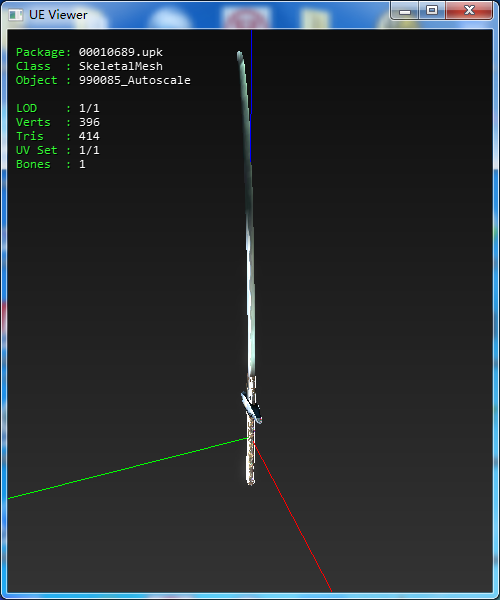 UE Viewer
Package: 00010689.upk
Class  : SkeletalMesh
Object : 990085_Autoscale
LOD    : 1/1
Verts  : 396
Tris   : 414
UV Set : 1/1
Bones  : 1